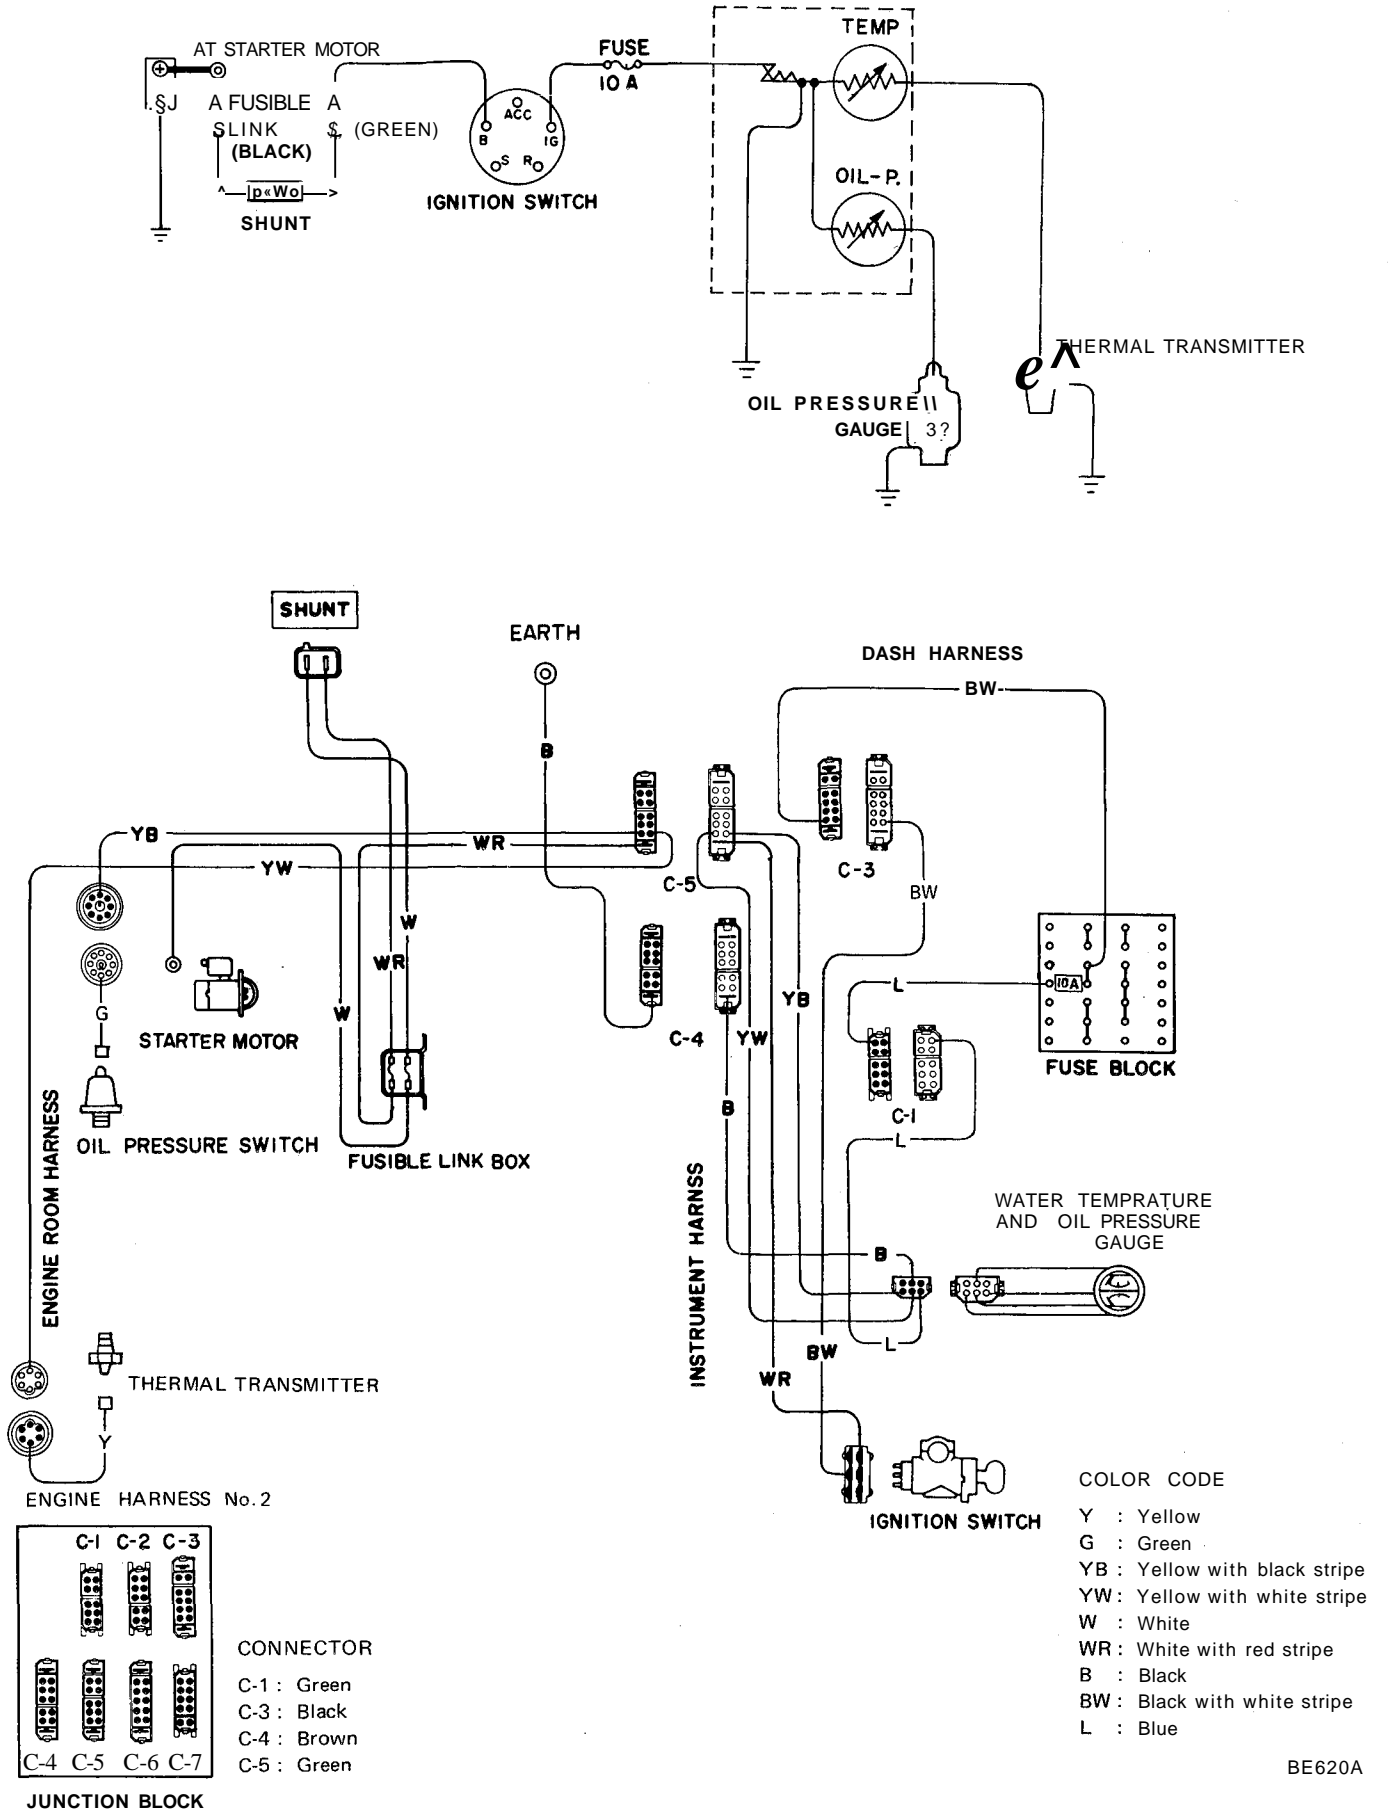 TEMP
AT STARTER MOTOR
FUSE
10 A
.§J
A FUSIBLE A
SLINK
$. (GREEN)
(BLACK)
ACC
B
IG
S
R
^
p«Wo
>
SHUNT
IGNITION SWITCH
OIL-P.
THERMAL TRANSMITTER
e^
OIL PRESSURE\\
GAUGE 3?
SHUNT
EARTH
DASH HARNESS
BW-
B
YB
WR
YW
C-5
C-3
BW
W
WR
10A
L
YB
G
W
STARTER MOTOR
C-4
YW
FUSE BLOCK
B
C-1
L
OIL PRESSURE SWITCH
FUSIBLE LINK BOX
ENGINE ROOM HARNESS
INSTRUMENT HARNSS
WATER TEMPRATURE
AND OIL PRESSURE
GAUGE
B
L
BW
WR
THERMAL TRANSMITTER
Y
ENGINE HARNESS No.2
IGNITION SWITCH
COLOR CODE
Y : Yellow
G : Green
YB : Yellow with black stripe
YW : Yellow with white stripe
W : White
WR : White with red stripe
B : Black
BW : Black with white stripe
L : Blue
C-1 C-2 C-3
C-4 C-5 C-6 C-7
JUNCTION BLOCK
CONNECTOR
C-1 : Green
C-3 : Black
C-4 : Brown
C-5 : Green
BE620A